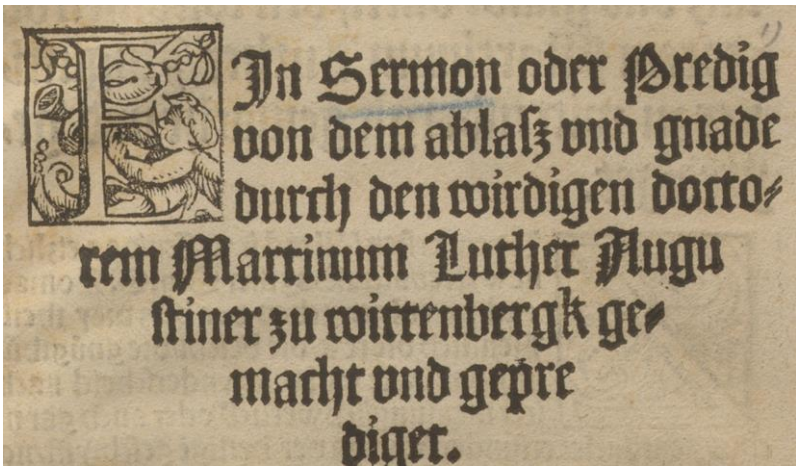 EIn Sermon oder Predig
von dem ablasz vnd gnade
durch den wirdigen docto⸗
rem Martinum Luther Augu
stiner zu wittenbergk ge⸗
macht vnd gepre
diget.